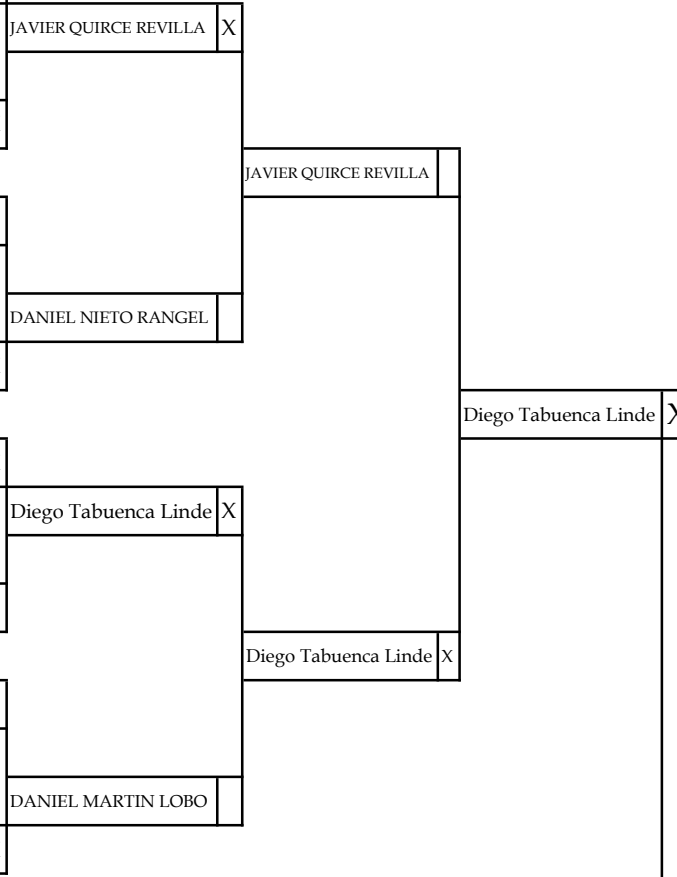 JAVIER QUIRCE REVILLA X
JAVIER QUIRCE REVILLA
DANIEL NIETO RANGEL
Diego Tabuenca Linde X
Diego Tabuenca Linde X
Diego Tabuenca Linde X
DANIEL MARTIN LOBO